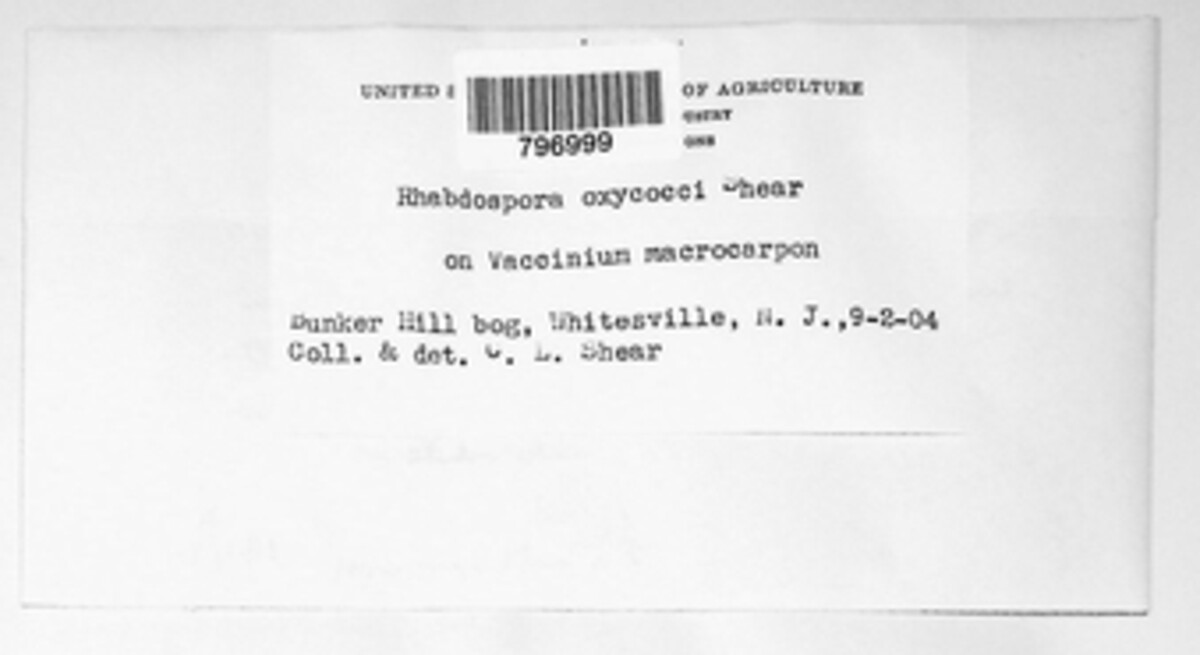 UNITED OF AGRICULTURE
796999
Rhabdospora oxycocci Shear
on Vaccinium macrocarpon
Bunker Hill bog, Whitesville, N. J.,9-2-04
Coll. & det. C. L. Shear